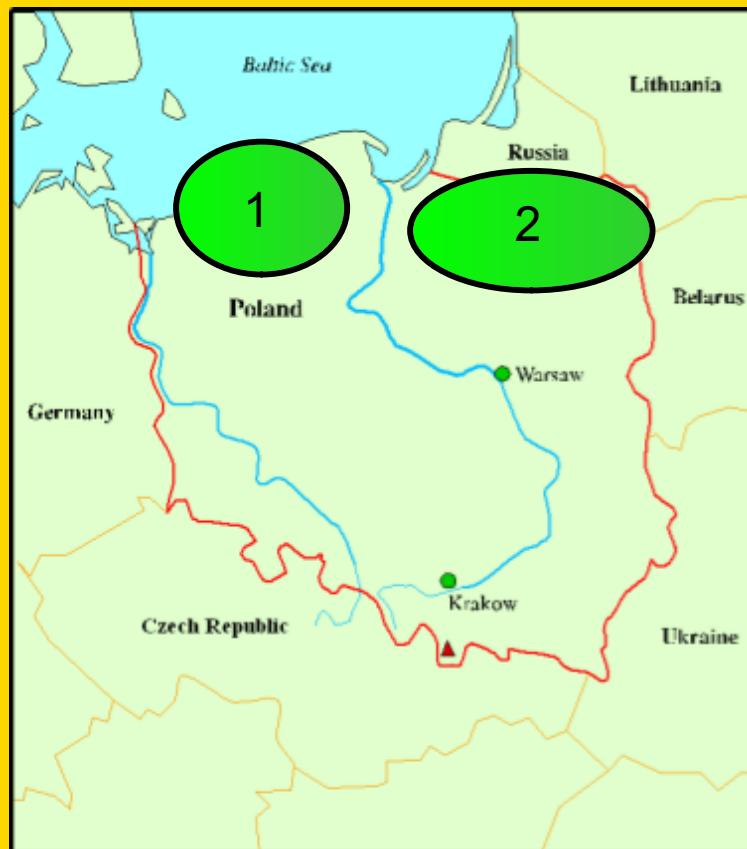 Baltic Sea
Lithuania
Russia
1
2
Belarus
Poland
Warsaw
Germany
Krakow
Czech Republic
Ukraine